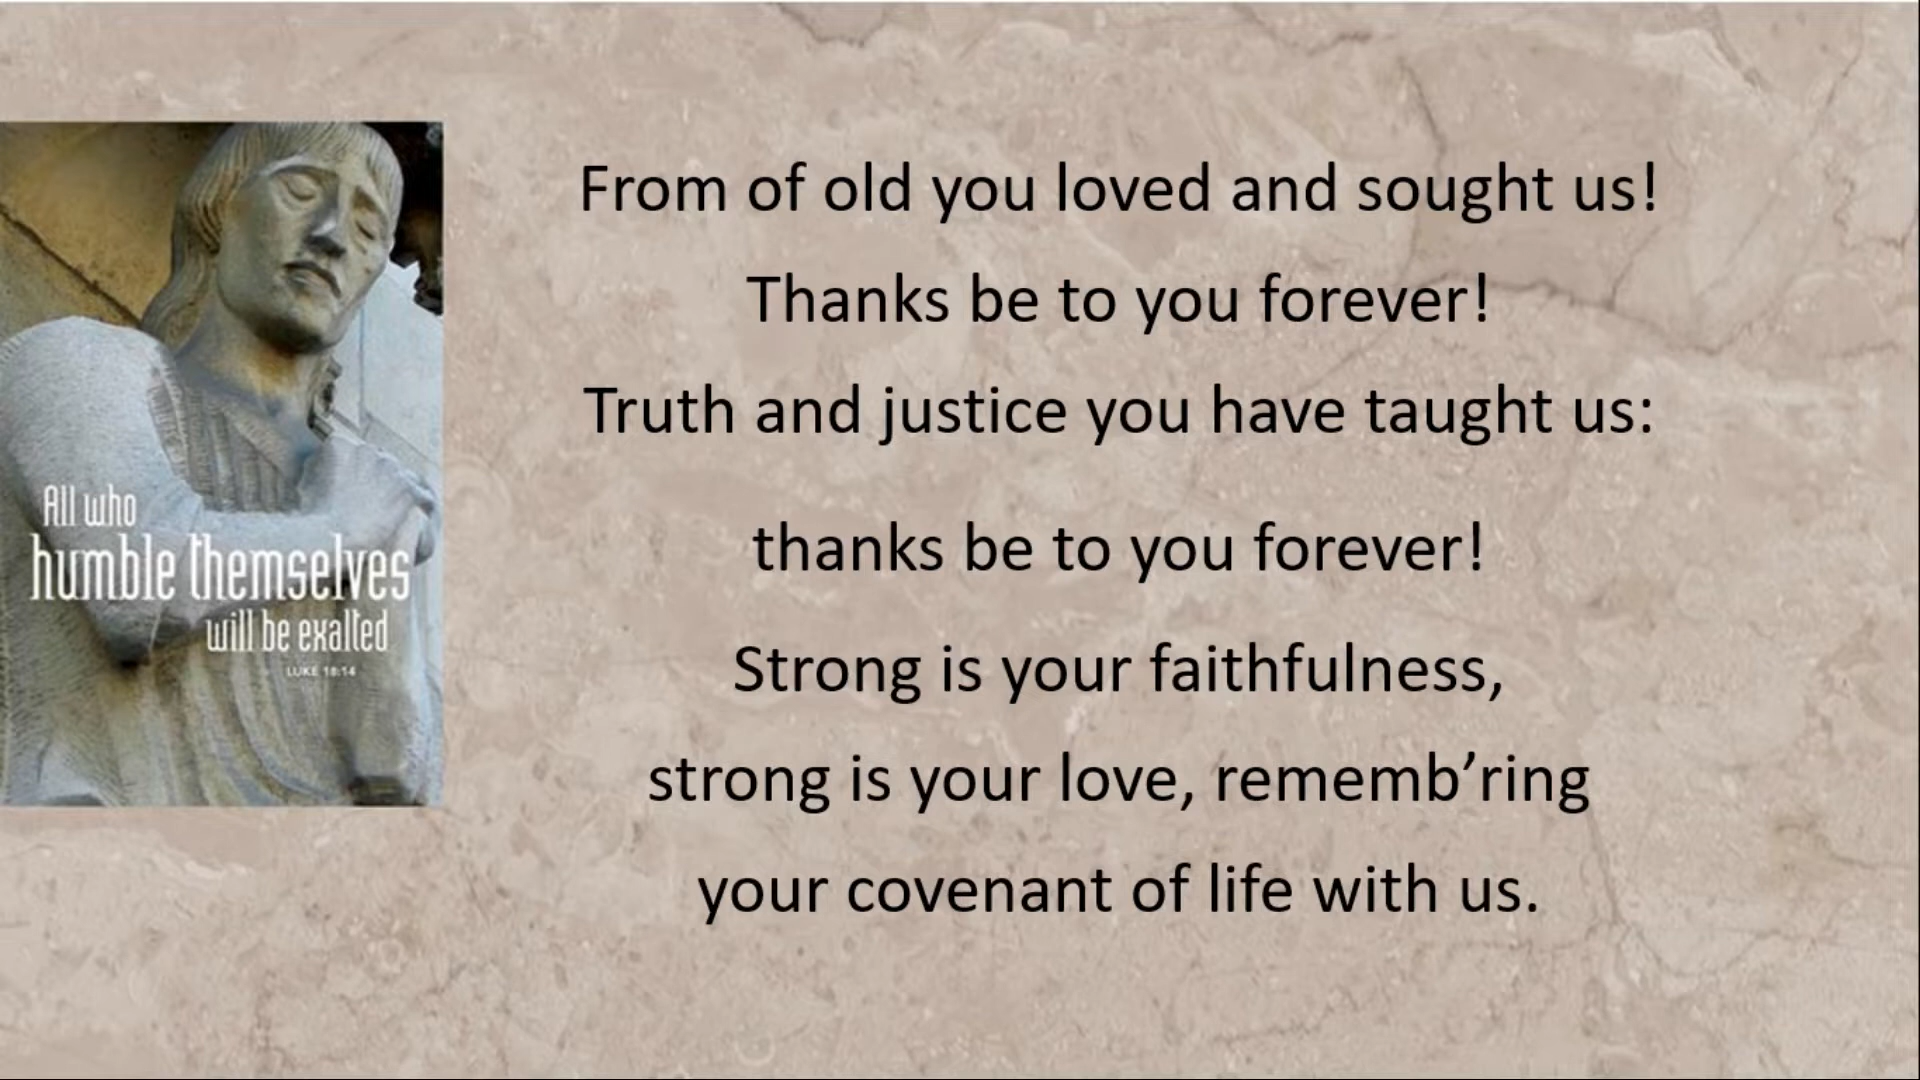 All who
humble themselves
will be exalted
LUKE 18:14
From of old you loved and sought us!
Thanks be to you forever!
Truth and justice you have taught us:
thanks be to you forever!
Strong is your faithfulness,
strong is your love, rememb’ring
your covenant of life with us.